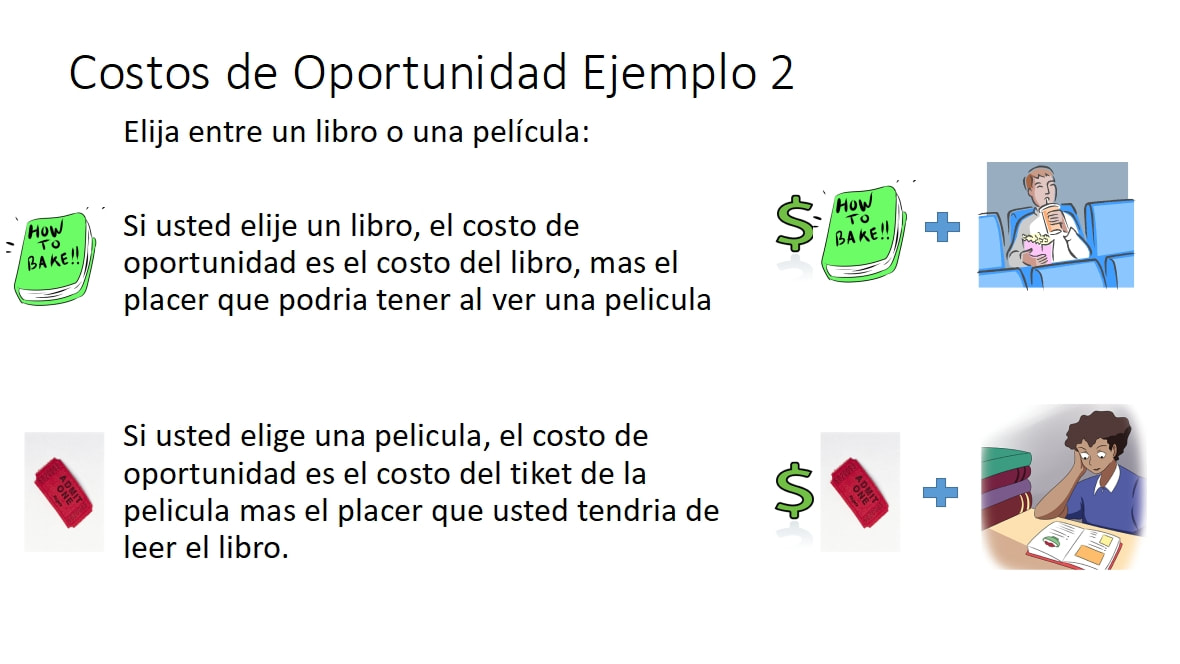 Costos de Oportunidad Ejemplo 2
Elija entre un libro o una película:
HOW
TO
BAKE!!
Si usted elije un libro, el costo de
oportunidad es el costo del libro, mas el
placer que podria tener al ver una pelicula
$
HOW
TO
BAKE!!
ADMIT
ONE
Si usted elige una pelicula, el costo de
oportunidad es el costo del tiket de la
pelicula mas el placer que usted tendria de
leer el libro.
$
ADMIT
ONE